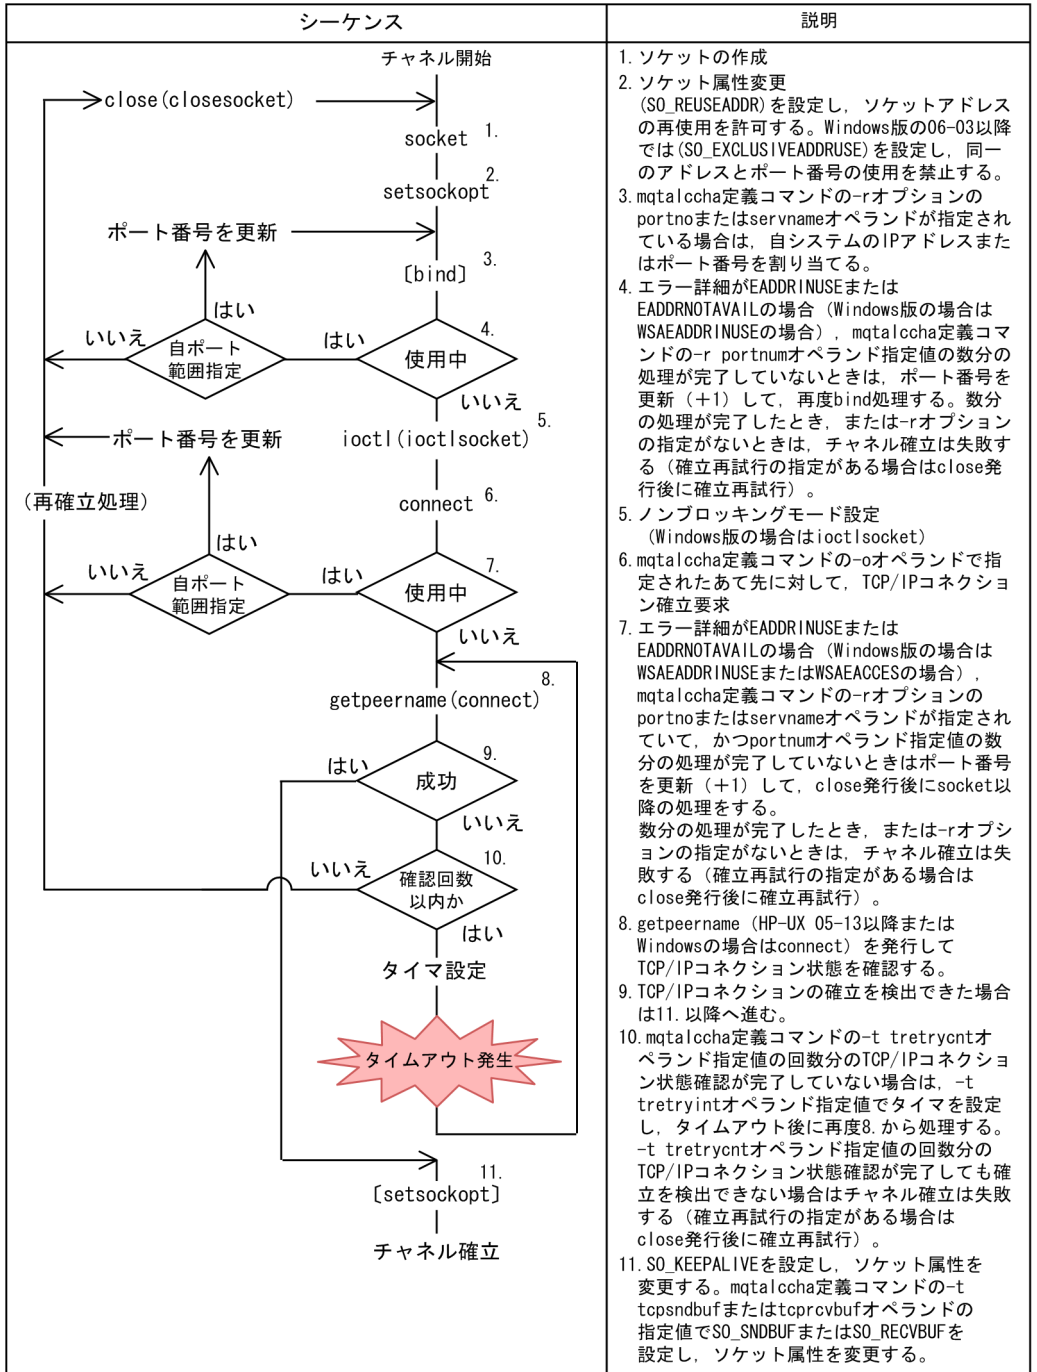 シーケンス
チャネル開始
close(closesocket)
1.
socket
2.
setsockopt
ポート番号を更新
3.
〔bind〕
はい
4.
いいえ
自ポート
範囲指定
はい
使用中
いいえ
5.
ポート番号を更新
ioctl(ioctlsocket)
(再確立処理)
6.
connect
はい
7.
いいえ
自ポート
範囲指定
はい
使用中
いいえ
8.
getpeername(connect)
9.
はい
成功
いいえ
10.
いいえ
確認回数
以内か
はい
タイマ設定
タイムアウト発生
11.
〔setsockopt〕
チャネル確立
説明
1. ソケットの作成
2. ソケット属性変更
(SO_REUSEADDR)を設定し，ソケットアドレス
の再使用を許可する。Windows版の06-03以降
では(SO_EXCLUSIVEADDRUSE)を設定し，同一
のアドレスとポート番号の使用を禁止する。
3. mqtalccha定義コマンドの-rオプションの
portnoまたはservnameオペランドが指定され
ている場合は，自システムのIPアドレスまた
はポート番号を割り当てる。
4. エラー詳細がEADDRINUSEまたは
EADDRNOTAVAILの場合（Windows版の場合は
WSAEADDRINUSEの場合），mqtalccha定義コマ
ンドの-r portnumオペランド指定値の数分の
処理が完了していないときは，ポート番号を
更新（+1）して，再度bind処理する。数分
の処理が完了したとき，または-rオプション
の指定がないときは，チャネル確立は失敗す
る（確立再試行の指定がある場合はclose発
行後に確立再試行）。
5. ノンブロッキングモード設定
（Windows版の場合はioctlsocket）
6. mqtalccha定義コマンドの-oオペランドで指
定されたあて先に対して，TCP/IPコネクショ
ン確立要求
7. エラー詳細がEADDRINUSEまたは
EADDRNOTAVAILの場合（Windows版の場合は
WSAEADDRINUSEまたはWSAEACCESの場合），
mqtalccha定義コマンドの-rオプションの
portnoまたはservnameオペランドが指定され
ていて，かつportnumオペランド指定値の数
分の処理が完了していないときはポート番号
を更新（+1）して，close発行後にsocket以
降の処理をする。
数分の処理が完了したとき，または-rオプシ
ョンの指定がないときは，チャネル確立は失
敗する（確立再試行の指定がある場合は
close発行後に確立再試行）。
8. getpeername（HP-UX 05-13以降または
Windowsの場合はconnect）を発行して
TCP/IPコネクション状態を確認する。
9. TCP/IPコネクションの確立を検出できた場合
は11.以降へ進む。
10. mqtalccha定義コマンドの-t tretrycntオ
ペランド指定値の回数分のTCP/IPコネクショ
ン状態確認が完了していない場合は，-t
tretryintオペランド指定値でタイマを設定
し，タイムアウト後に再度8.から処理する。
-t tretrycntオペランド指定値の回数分の
TCP/IPコネクション状態確認が完了しても確
立を検出できない場合はチャネル確立は失敗
する（確立再試行の指定がある場合は
close発行後に確立再試行）。
11. SO_KEEPALIVEを設定し，ソケット属性を
変更する。mqtalccha定義コマンドの-t
tcpsndbufまたはtcprcvbufオペランドの
指定値でSO_SNDBUFまたはSO_RECVBUFを
設定し，ソケット属性を変更する。